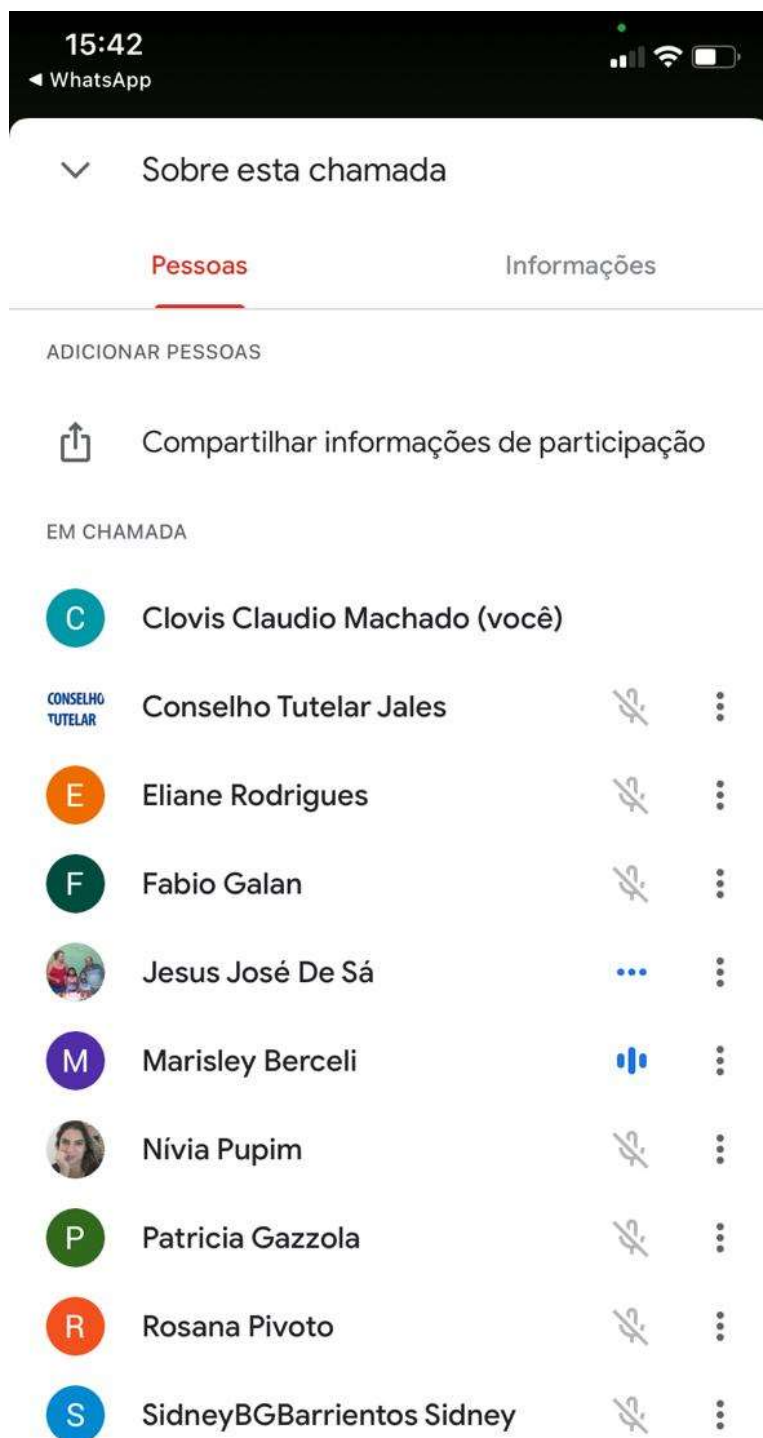 15:42
◀ WhatsApp
Sobre esta chamada
Pessoas
Informações
ADICIONAR PESSOAS
Compartilhar informações de participação
EM CHAMADA
C
Clovis Claudio Machado (você)
CONSELHO
TUTELAR
Conselho Tutelar Jales
E
Eliane Rodrigues
F
Fabio Galan
Jesus José De Sá
M
Marisley Berceli
Nívia Pupim
P
Patricia Gazzola
R
Rosana Pivoto
S
SidneyBGBarrientos Sidney